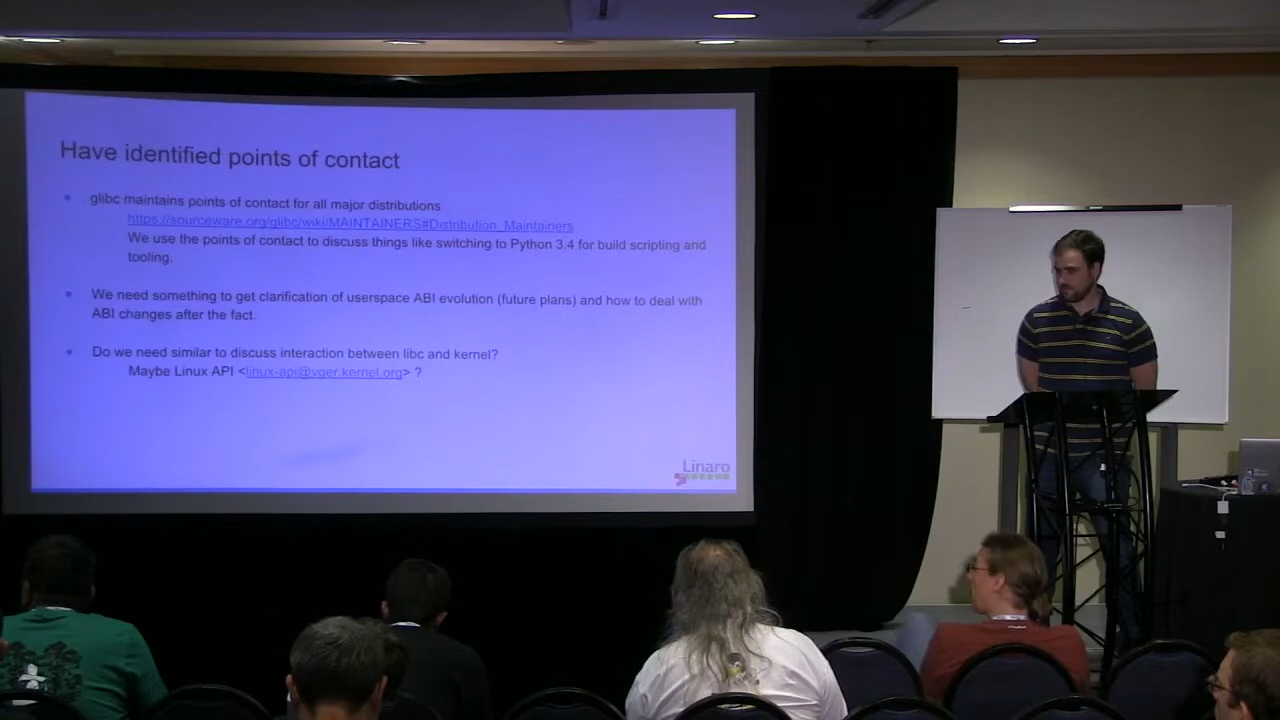 Have identified points of contact
glibc maintains points of contact for all major distributions
https://sourceware.org/glibc/wiki/MAINTAINERS#Distribution_Maintainers
We use the points of contact to discuss things like switching to Python 3.4 for build scripting and
tooling.
We need something to get clarification of userspace ABI evolution (future plans) and how to deal with
ABI changes after the fact.
Do we need similar to discuss interaction between libc and kernel?
Maybe Linux API <linux-api@vger.kernel.org> ?
Linaro